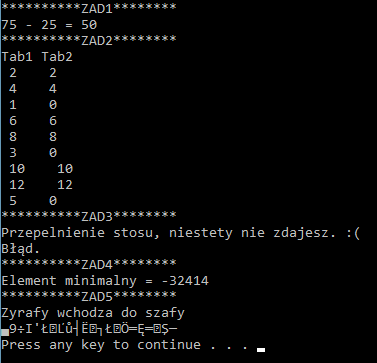 **********ZAD1********
75 - 25 = 50
**********ZAD2********
Tab1 Tab2
2 2
4 4
1 0
6 6
8 8
3 0
10 10
12 12
5 0
**********ZAD3********
Przepelnienie stosu, niestety nie zdajesz. :(
Błąd.
**********ZAD4********
Element minimalny = -32414
**********ZAD5********
Zyrafy wchodza do szafy
Press any key to continue . . .